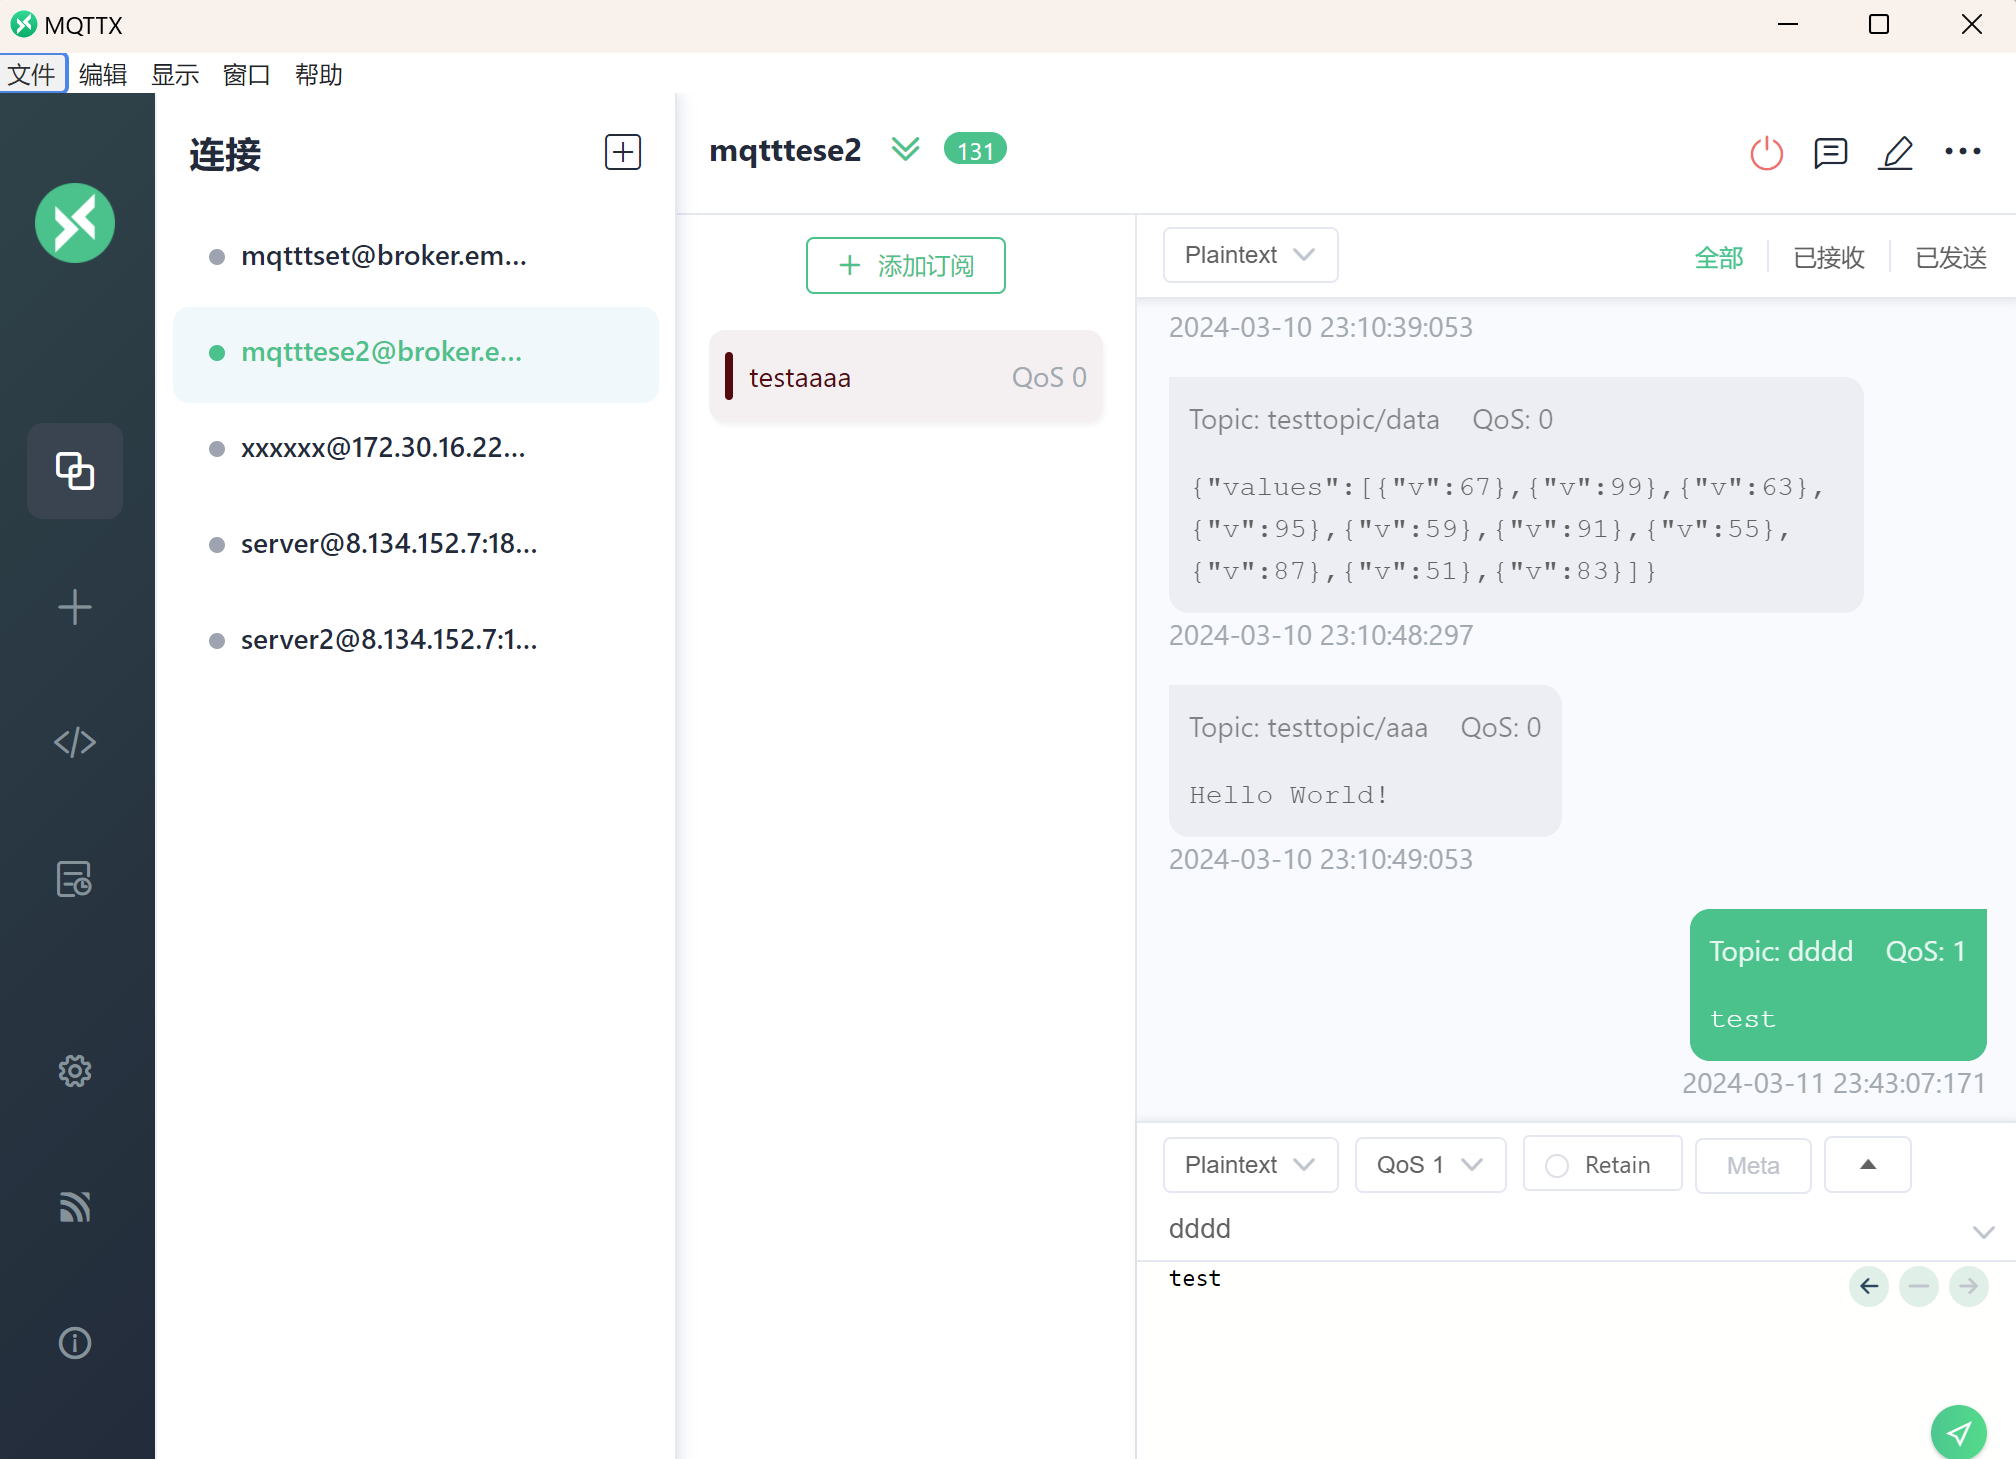 MQTTX
文件 编辑 显示 窗口 帮助
连接
mqtttset@broker.em...
mqtttese2@broker.e...
xxxxxx@172.30.16.22...
server@8.134.152.7:18...
server2@8.134.152.7:1...
mqtttese2 131
添加订阅
testaaaa QoS 0
Plaintext 全部 已接收 已发送
2024-03-10 23:10:39:053
Topic: testtopic/data QoS: 0
{"values":[{"v":67},{"v":99},{"v":63},
{"v":95},{"v":59},{"v":91},{"v":55},
{"v":87},{"v":51},{"v":83}]}
2024-03-10 23:10:48:297
Topic: testtopic/aaa QoS: 0
Hello World!
2024-03-10 23:10:49:053
Topic: dddd QoS: 1
test
2024-03-11 23:43:07:171
Plaintext QoS 1 Retain Meta
dddd
test